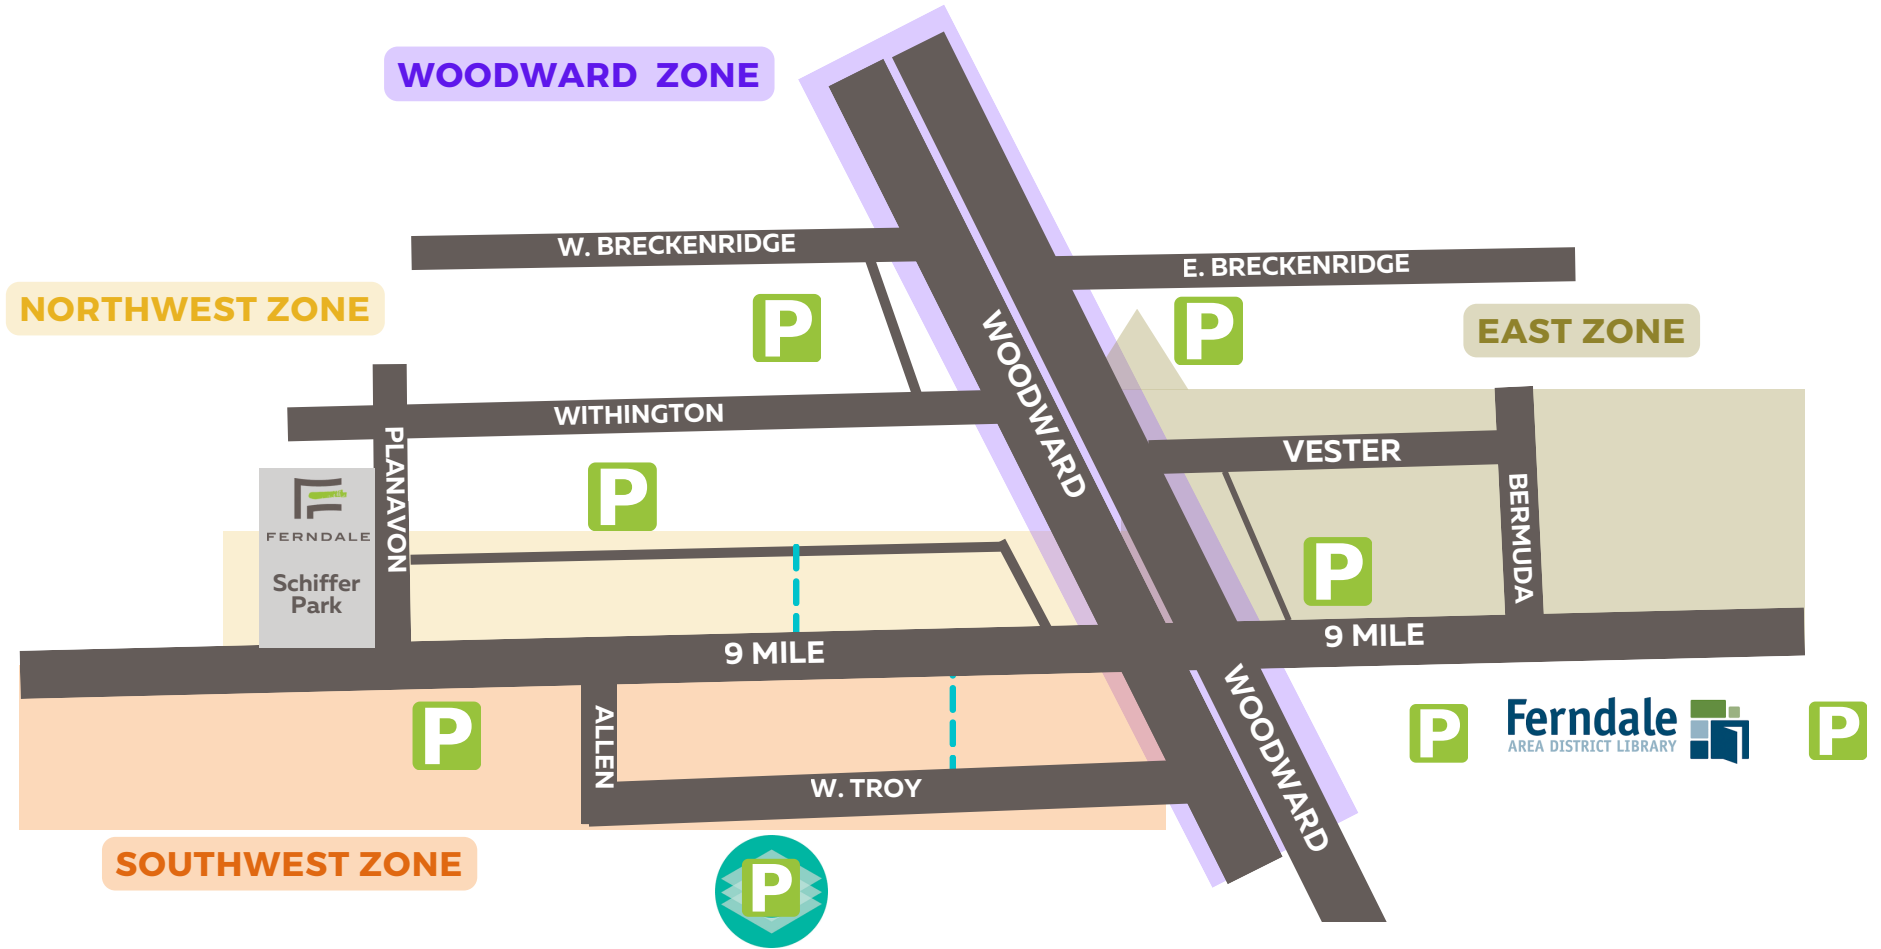 WOODWARD ZONE
W. BRECKENRIDGE
E. BRECKENRIDGE
NORTHWEST ZONE
P
P
EAST ZONE
WOODWARD
WITHINGTON
PLANAVON
VESTER
P
BERMUDA
FERNDALE
Schiffer
Park
P
9 MILE
9 MILE
WOODWARD
P
ALLEN
P
Ferndale
AREA DISTRICT LIBRARY
P
W. TROY
SOUTHWEST ZONE
P